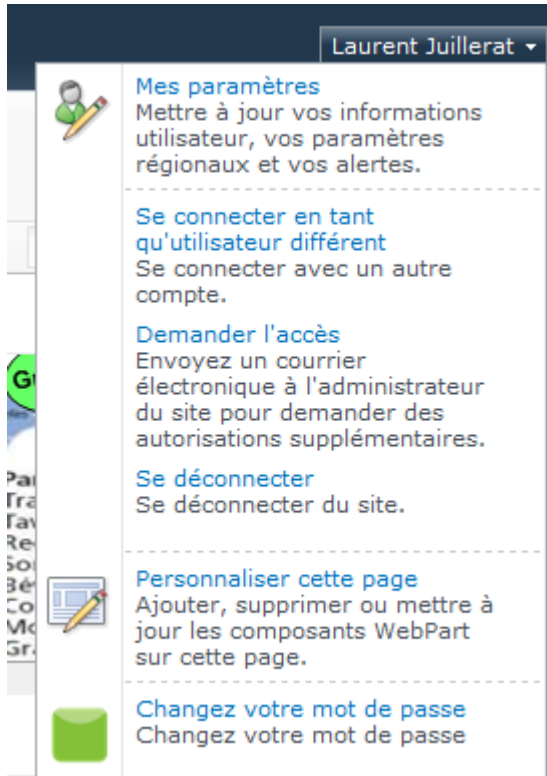 Laurent Juillerat
Mes paramètres
Mettre à jour vos informations
utilisateur, vos paramètres
régionaux et vos alertes.
Se connecter en tant
qu'utilisateur différent
Se connecter avec un autre
compte.
Demander l'accès
Envoyez un courrier
électronique à l'administrateur
du site pour demander des
autorisations supplémentaires.
Se déconnecter
Se déconnecter du site.
Personnaliser cette page
Ajouter, supprimer ou mettre à
jour les composants WebPart
sur cette page.
Changez votre mot de passe
Changez votre mot de passe